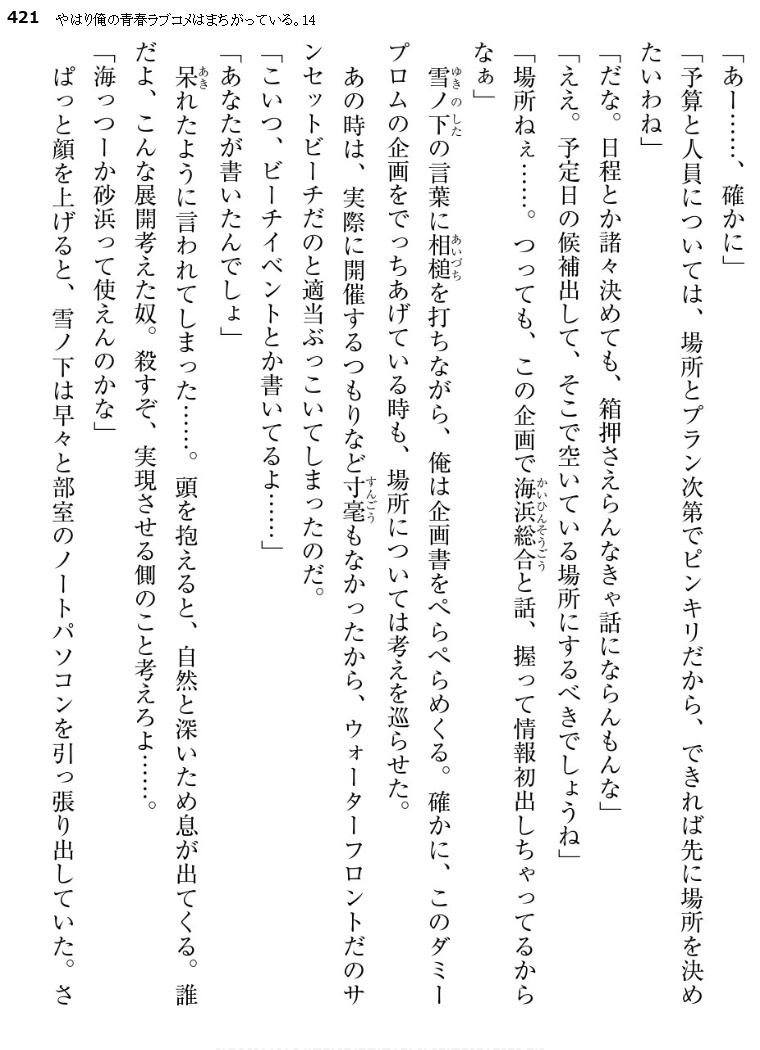 421 やはり俺の青春ラブコメはまちがっている。14
「あー……、確かに」
「予算と人員については、場所とプラン次第でピンキリだから、できれば先に場所を決め
たいわね」
「だな。日程とか諸々決めても、箱押さえらんなきゃ話にならんもんな」
「ええ。予定日の候補出して、そこで空いている場所にするべきでしょうね」
「場所ねぇ……。つっても、この企画で海浜総合と話、握って情報初出しちゃってるから
なぁ」
雪ノ下の言葉に相槌を打ちながら、俺は企画書をぺらぺらめくる。確かに、このダミー
プロムの企画をでっちあげている時も、場所については考えを巡らせた。
あの時は、実際に開催するつもりなど寸毫もなかったから、ウォーターフロントだのサ
ンセットビーチだのと適当ぶっこいてしまったのだ。
「こいつ、ビーチイベントとか書いてるよ……」
「あなたが書いたんでしょ」
呆れたように言われてしまった……。頭を抱えると、自然と深いため息が出てくる。誰
だよ、こんな展開考えた奴。殺すぞ、実現させる側のこと考えろよ……。
「海っつーか砂浜って使えんのかな」
ぱっと顔を上げると、雪ノ下は早々と部室のノートパソコンを引っ張り出していた。さ